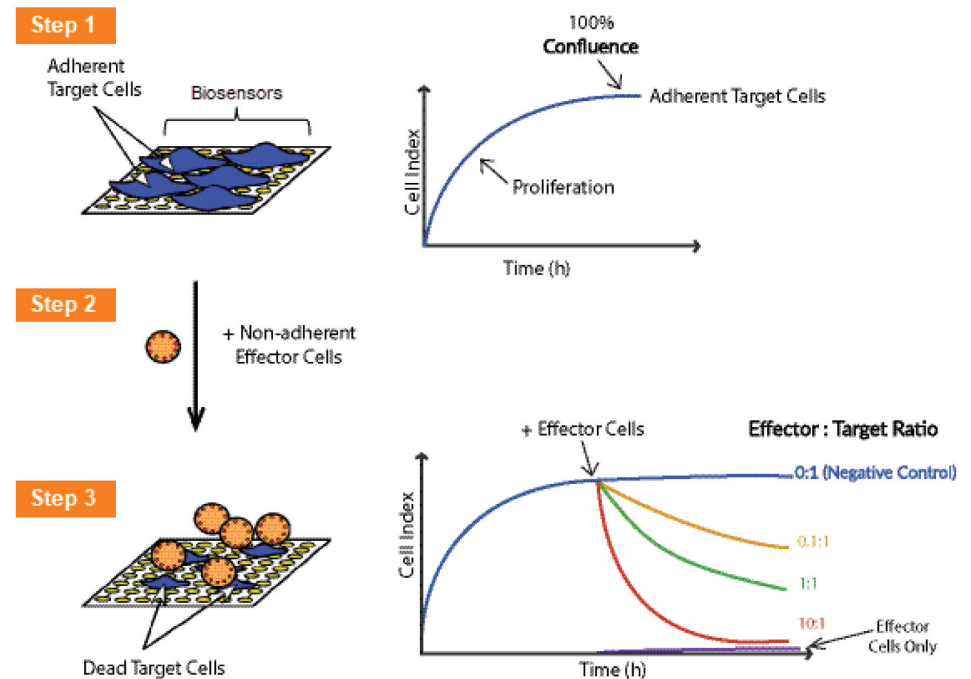 Step 1
Adherent
Target Cells
Biosensors
100%
Confluence
Adherent Target Cells
Cell Index
Proliferation
Time (h)
Step 2
+ Non-adherent
Effector Cells
Step 3
Dead Target Cells
+ Effector Cells
Effector : Target Ratio
0:1 (Negative Control)
Cell Index
0.1:1
1:1
10:1
Effector
Cells Only
Time (h)